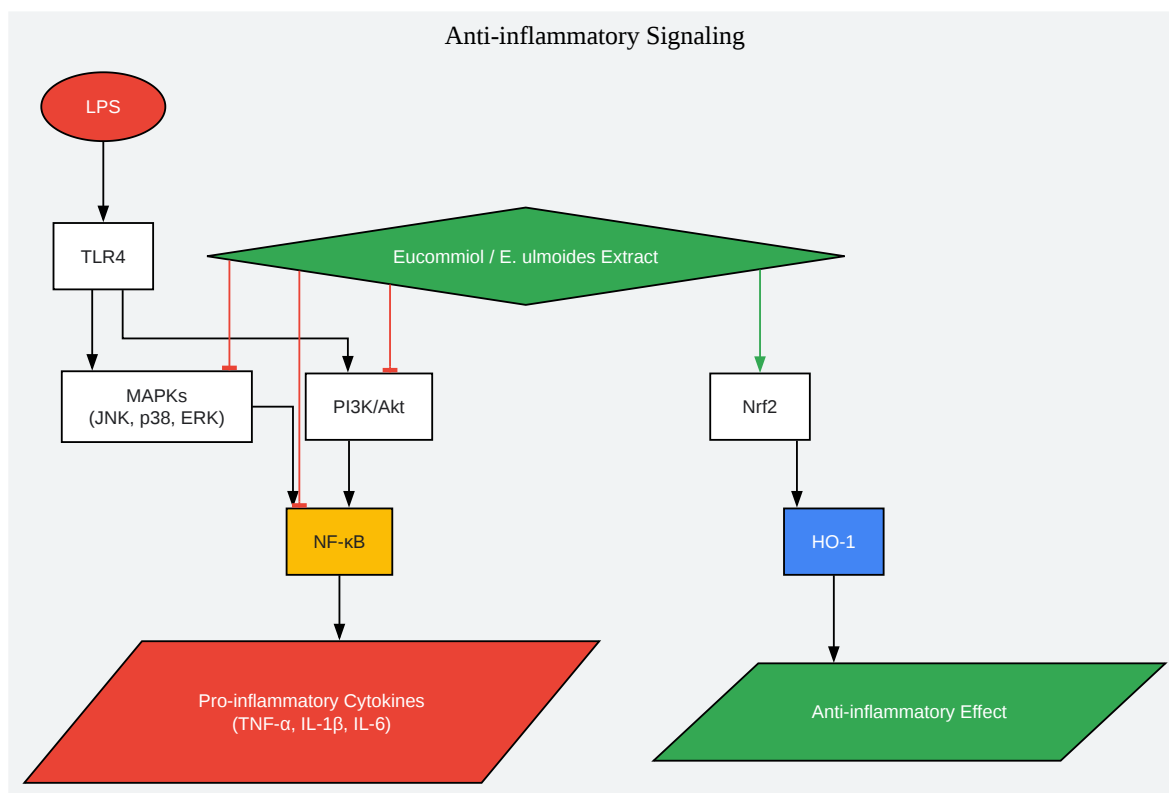 Anti-inflammatory Signaling
LPS
TLR4
Eucommiol / E. ulmoides Extract
MAPKs
(JNK, p38, ERK)
PI3K/Akt
Nrf2
NF-κB
HO-1
Pro-inflammatory Cytokines
(TNF-α, IL-1β, IL-6)
Anti-inflammatory Effect